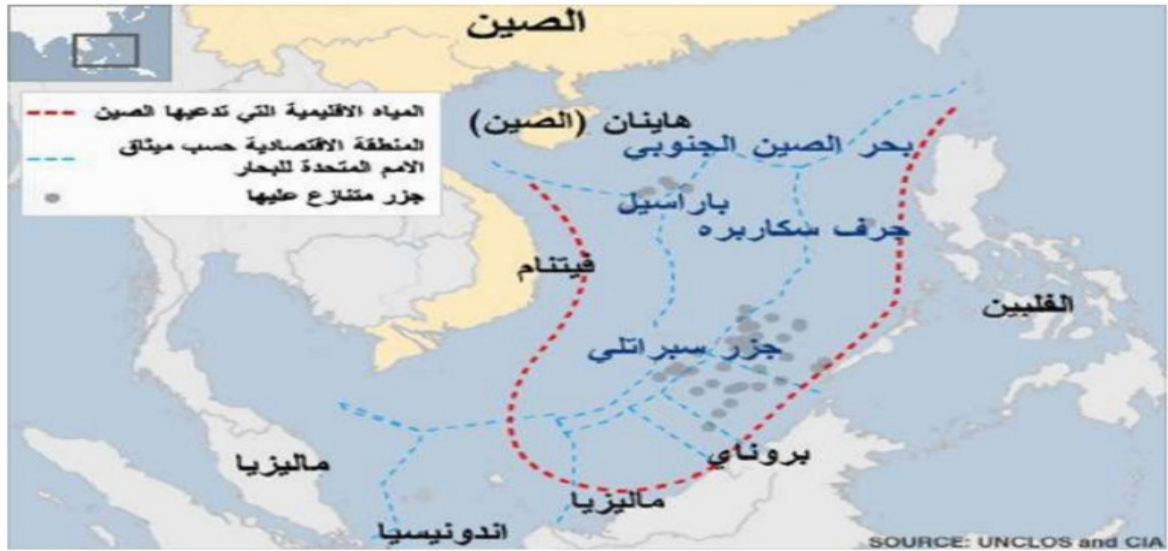 الصين
المياه الاقليمية التي تدعيها الصين
المنطقة الاقتصادية حسب ميثاق
الامم المتحدة للبحار
جزر متنازع عليها
هاينان (الصين)
بحر الصين الجنوبي
باراسيل
جرف سكاربره
فيتنام
الفلبين
جزر سبراتلي
بروناي
ماليزيا
ماليزيا
اندونيسيا
SOURCE: UNCLOS and CIA